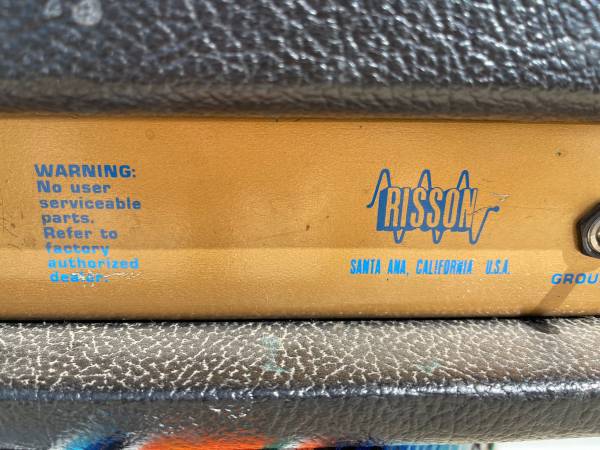 WARNING:
No user
serviceable
parts.
Refer to
factory
authorized
dealer.
RISSON
SANTA ANA, CALIFORNIA U.S.A.
GROU